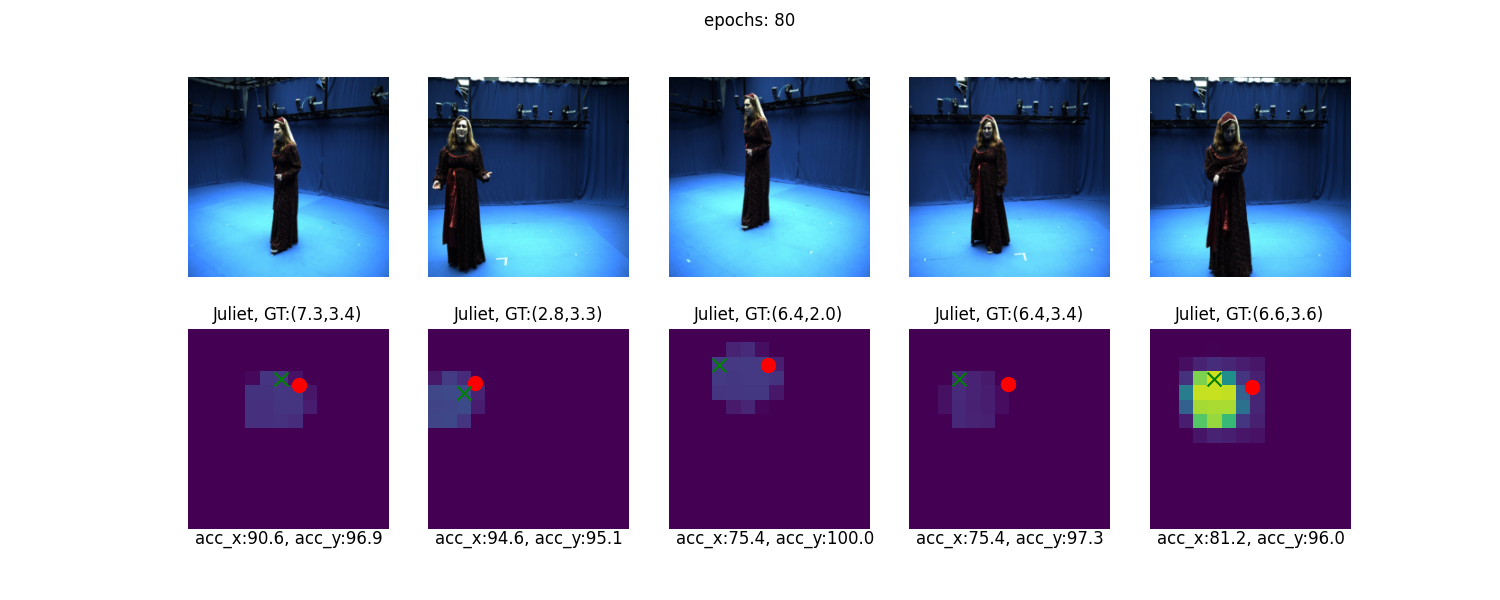 epochs: 80
Juliet, GT:(7.3,3.4)
Juliet, GT:(2.8,3.3)
Juliet, GT:(6.4,2.0)
Juliet, GT:(6.4,3.4)
Juliet, GT:(6.6,3.6)
acc_x:90.6, acc_y:96.9
acc_x:94.6, acc_y:95.1
acc_x:75.4, acc_y:100.0
acc_x:75.4, acc_y:97.3
acc_x:81.2, acc_y:96.0